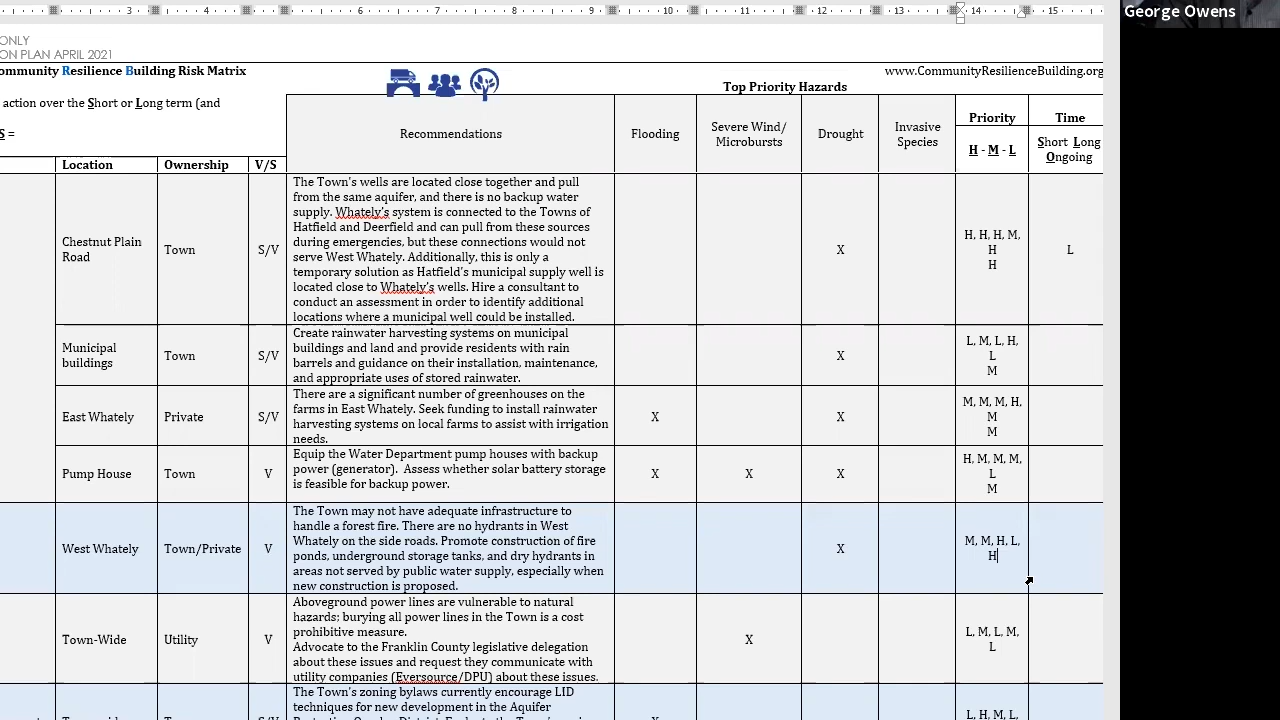 George Owens
3 4 5 6 7 8 9 10 11 12 13 14 15
ONLY
ON PLAN APRIL 2021
ommunity Resilience Building Risk Matrix
www.CommunityResilienceBuilding.org
Top Priority Hazards
action over the Short or Long term (and
S =
Location Ownership V/S
Recommendations
Flooding
Severe Wind/
Microbursts
Drought
Invasive
Species
Priority
H - M - L
Time
Short Long
Ongoing
Chestnut Plain
Road
Town
S/V
The Town's wells are located close together and pull
from the same aquifer, and there is no backup water
supply. Whately's system is connected to the Towns of
Hatfield and Deerfield and can pull from these sources
during emergencies, but these connections would not
serve West Whately. Additionally, this is only a
temporary solution as Hatfield's municipal supply well is
located close to Whately's wells. Hire a consultant to
conduct an assessment in order to identify additional
locations where a municipal well could be installed.
X
H, H, H, M,
H
H
L
Municipal
buildings
Town
S/V
Create rainwater harvesting systems on municipal
buildings and land and provide residents with rain
barrels and guidance on their installation, maintenance,
and appropriate uses of stored rainwater.
X
L, M, L, H,
L
M
East Whately
Private
S/V
There are a significant number of greenhouses on the
farms in East Whately. Seek funding to install rainwater
harvesting systems on local farms to assist with irrigation
needs.
X
X
M, M, M, H,
M
M
Pump House
Town
V
Equip the Water Department pump houses with backup
power (generator). Assess whether solar battery storage
is feasible for backup power.
X
X
X
H, M, M, M,
L
M
West Whately
Town/Private
V
The Town may not have adequate infrastructure to
handle a forest fire. There are no hydrants in West
Whately on the side roads. Promote construction of fire
ponds, underground storage tanks, and dry hydrants in
areas not served by public water supply, especially when
new construction is proposed.
X
M, M, H, L,
H
Town-Wide
Utility
V
Aboveground power lines are vulnerable to natural
hazards; burying all power lines in the Town is a cost
prohibitive measure.
Advocate to the Franklin County legislative delegation
about these issues and request they communicate with
utility companies (Eversource/DPU) about these issues.
X
L, M, L, M,
L
The Town's zoning bylaws currently encourage LID
techniques for new development in the Aquifer
L, H, M, L,